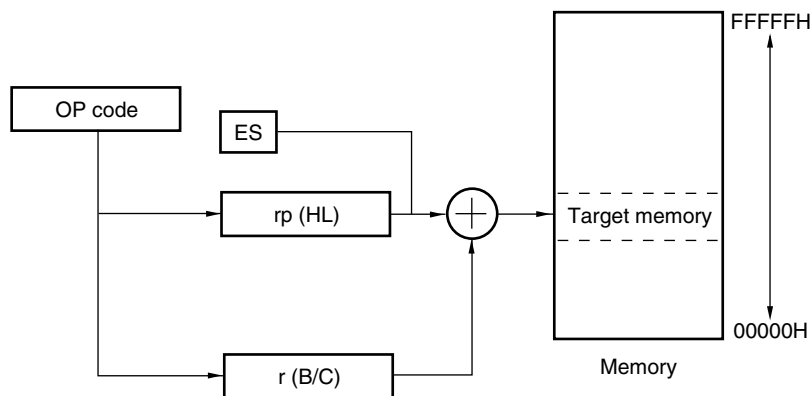 FFFFFH
OP code
ES
rp (HL)
Target memory
r (B/C)
00000H
Memory